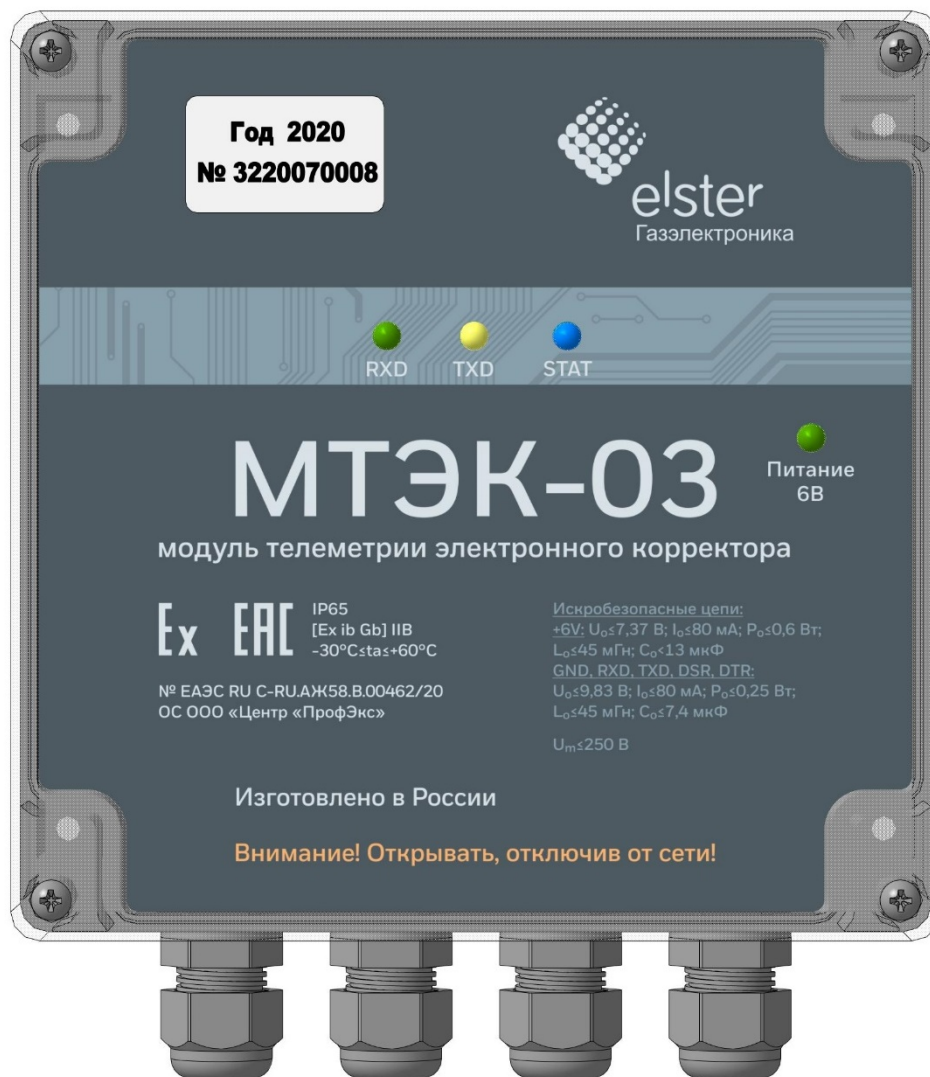 Год 2020
№ 3220070008
elster
Газэлектроника
RXD TXD STAT
МТЭК-03
Питание
6В
модуль телеметрии электронного корректора
Ex EAC
IP65
[Ex ib Gb] IIB
-30°C≤ta≤+60°C
№ ЕАЭС RU C-RU.АЖ58.В.00462/20
ОС ООО «Центр «ПрофЭкс»
Искробезопасные цепи:
+6V: Uₒ≤7,37 В; Iₒ≤80 мА; Pₒ≤0,6 Вт;
Lₒ≤45 мГн; Cₒ<13 мкФ
GND, RXD, TXD, DSR, DTR:
Uₒ≤9,83 В; Iₒ≤80 мА; Pₒ≤0,25 Вт;
Lₒ≤45 мГн; Cₒ≤7,4 мкФ
Uₘ≤250 В
Изготовлено в России
Внимание! Открывать, отключив от сети!